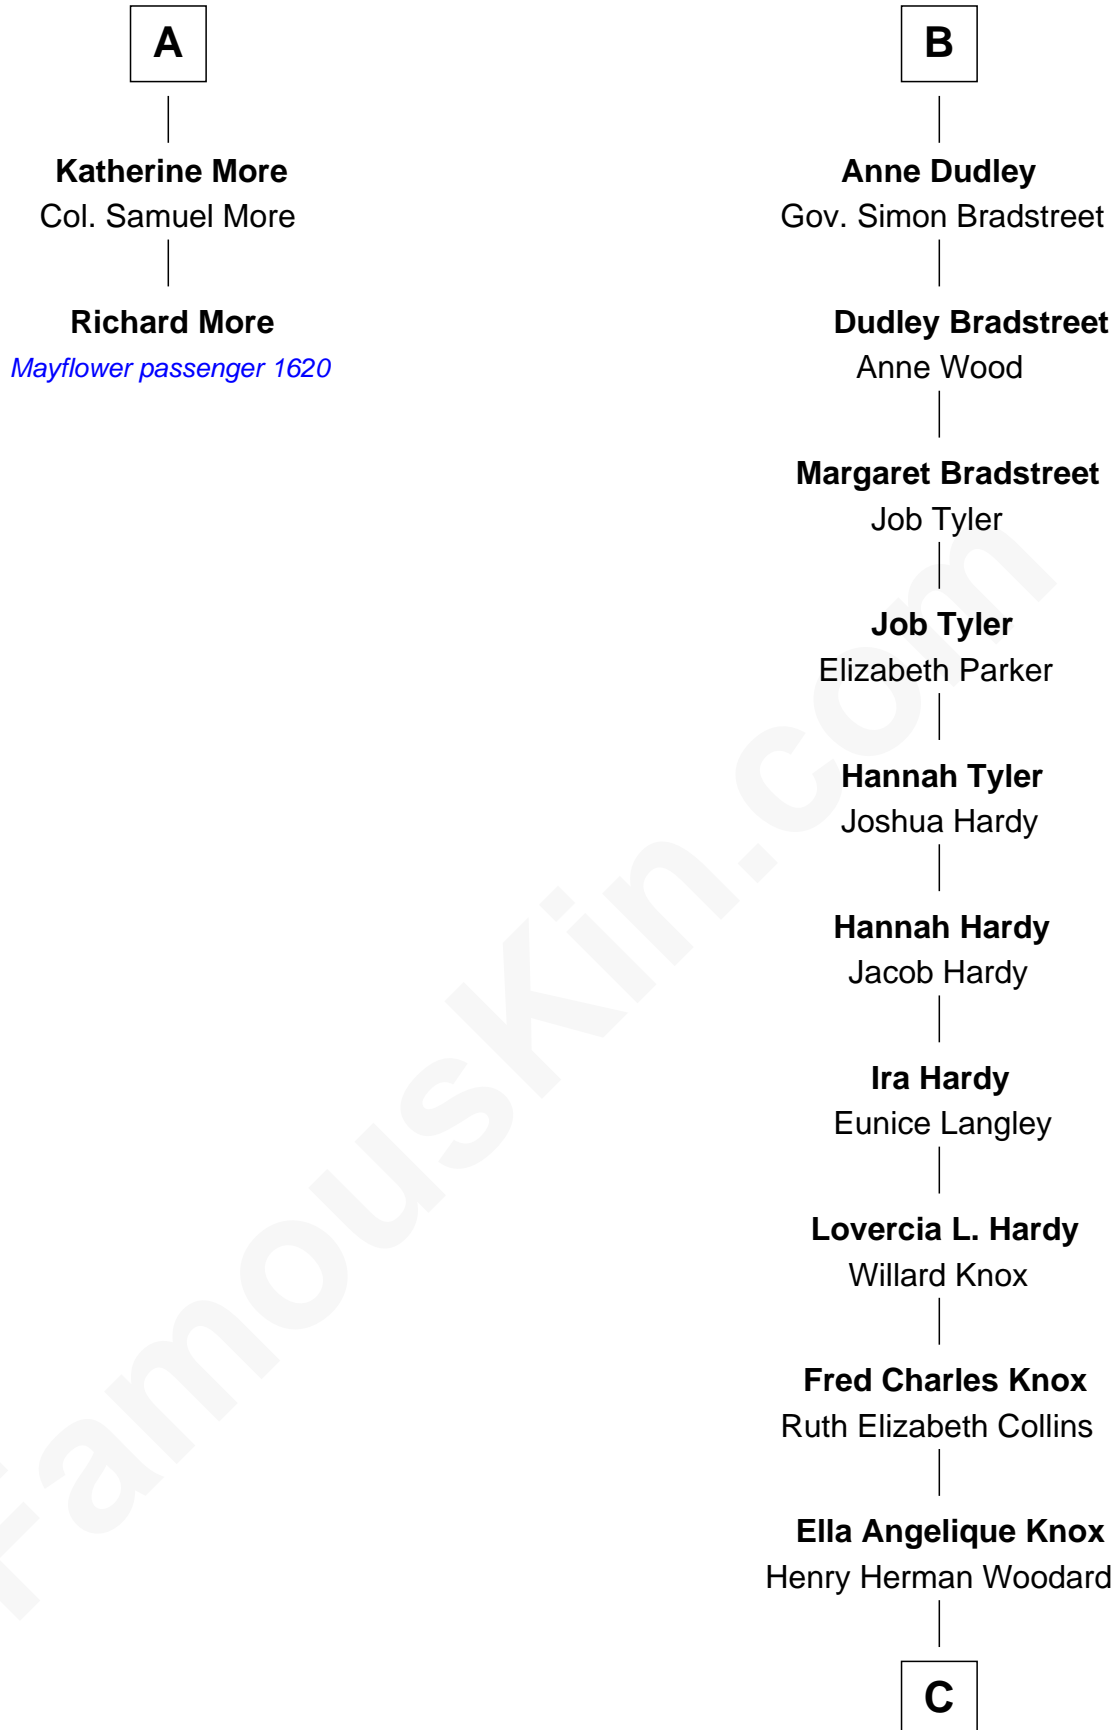 A
Katherine More
Col. Samuel More
Richard More
Mayflower passenger 1620
B
Anne Dudley
Gov. Simon Bradstreet
Dudley Bradstreet
Anne Wood
Margaret Bradstreet
Job Tyler
Job Tyler
Elizabeth Parker
Hannah Tyler
Joshua Hardy
Hannah Hardy
Jacob Hardy
Ira Hardy
Eunice Langley
Lovercia L. Hardy
Willard Knox
Fred Charles Knox
Ruth Elizabeth Collins
Ella Angelique Knox
Henry Herman Woodard
C
FamousKin.com